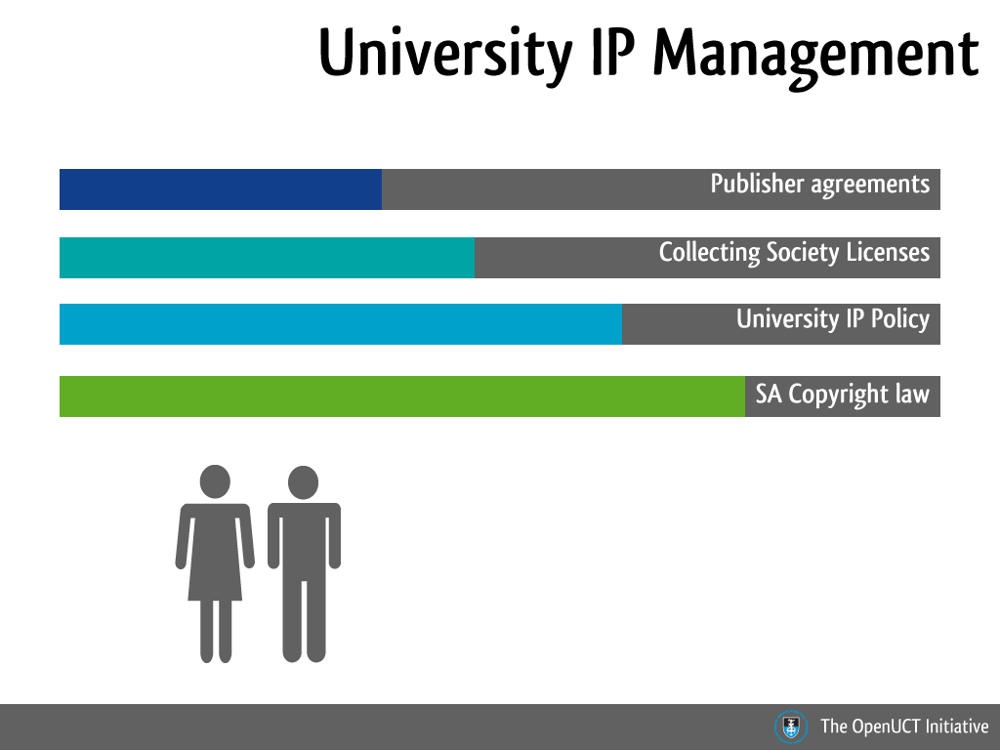 University IP Management
Publisher agreements
Collecting Society Licenses
University IP Policy
SA Copyright law
The OpenUCT Initiative